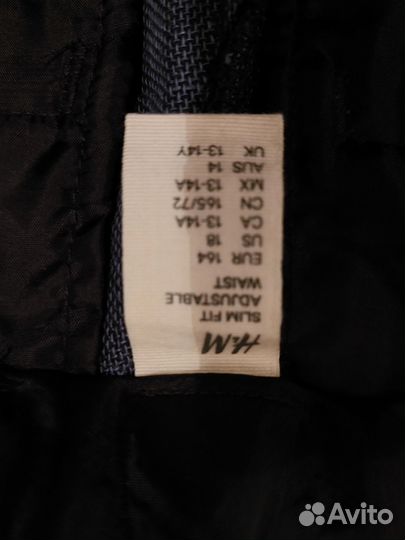 H&M
SLIM FIT
ADJUSTABLE
WAIST
EUR 164
US 18
CA 13-14A
CN 165/72
MX 13-14A
AUS 14
UK 13-14Y
Avito